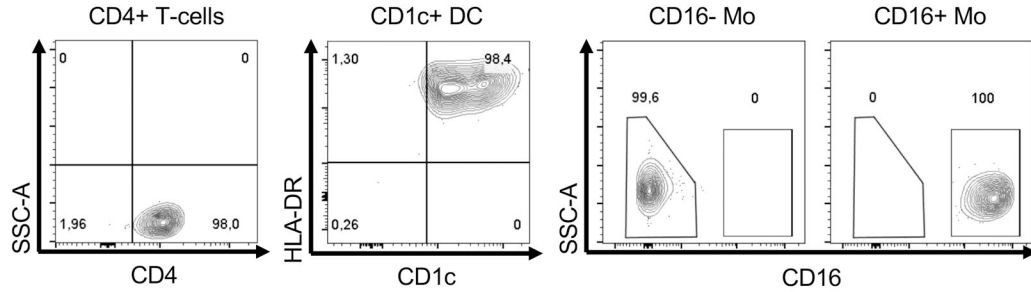 CD4+ T-cells
0
0
1,96
98,0
SSC-A
CD4
CD1c+ DC
1,30
98,4
0,26
0
HLA-DR
CD1c
CD16- Mo
CD16+ Mo
99,6
0
0
100
SSC-A
CD16